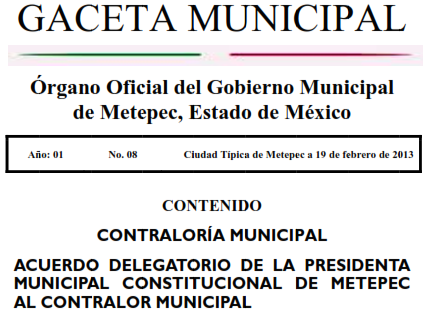 GACETA MUNICIPAL
Órgano Oficial del Gobierno Municipal
de Metepec, Estado de México
Año: 01 No. 08 Ciudad Típica de Metepec a 19 de febrero de 2013
CONTENIDO
CONTRALORÍA MUNICIPAL
ACUERDO DELEGATORIO DE LA PRESIDENTA
MUNICIPAL CONSTITUCIONAL DE METEPEC
AL CONTRALOR MUNICIPAL